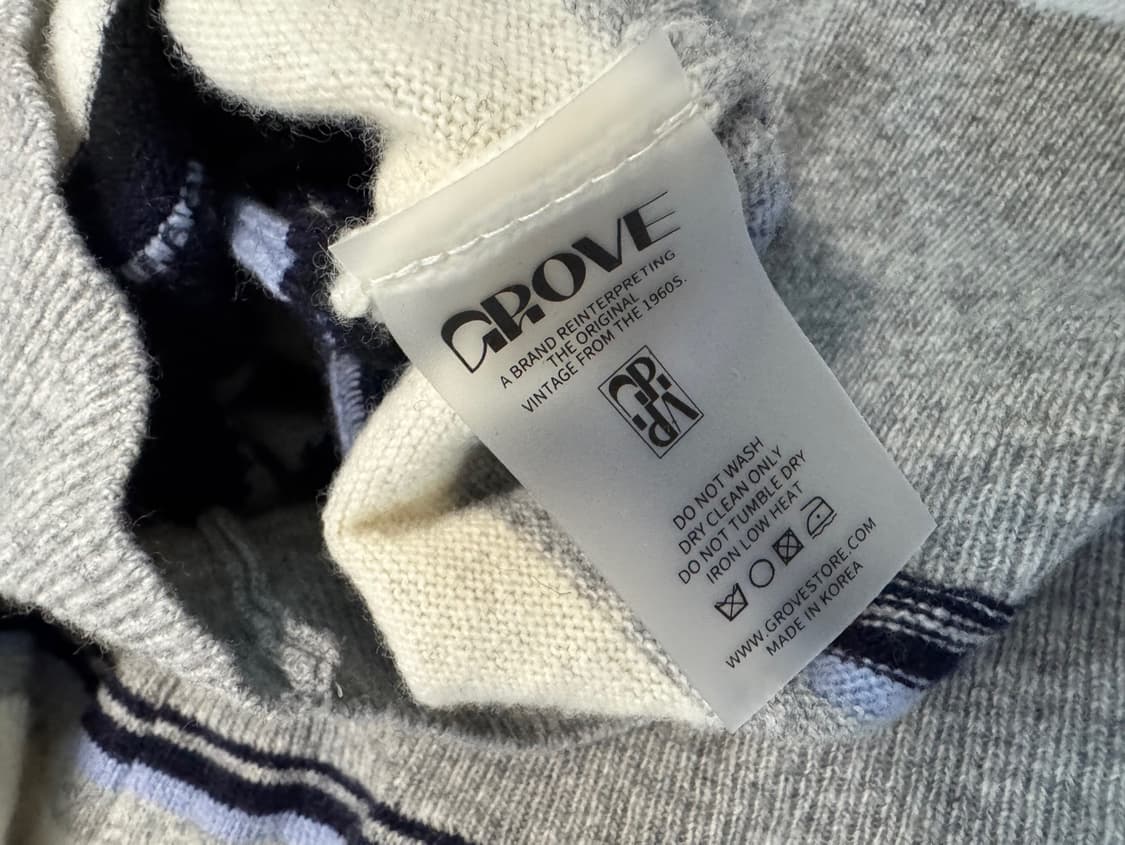 GROVE
A BRAND REINTERPRETING
THE ORIGINAL
VINTAGE FROM THE 1960S.
DO NOT WASH
DRY CLEAN ONLY
DO NOT TUMBLE DRY
IRON LOW HEAT
WWW.GROVESTORE.COM
MADE IN KOREA